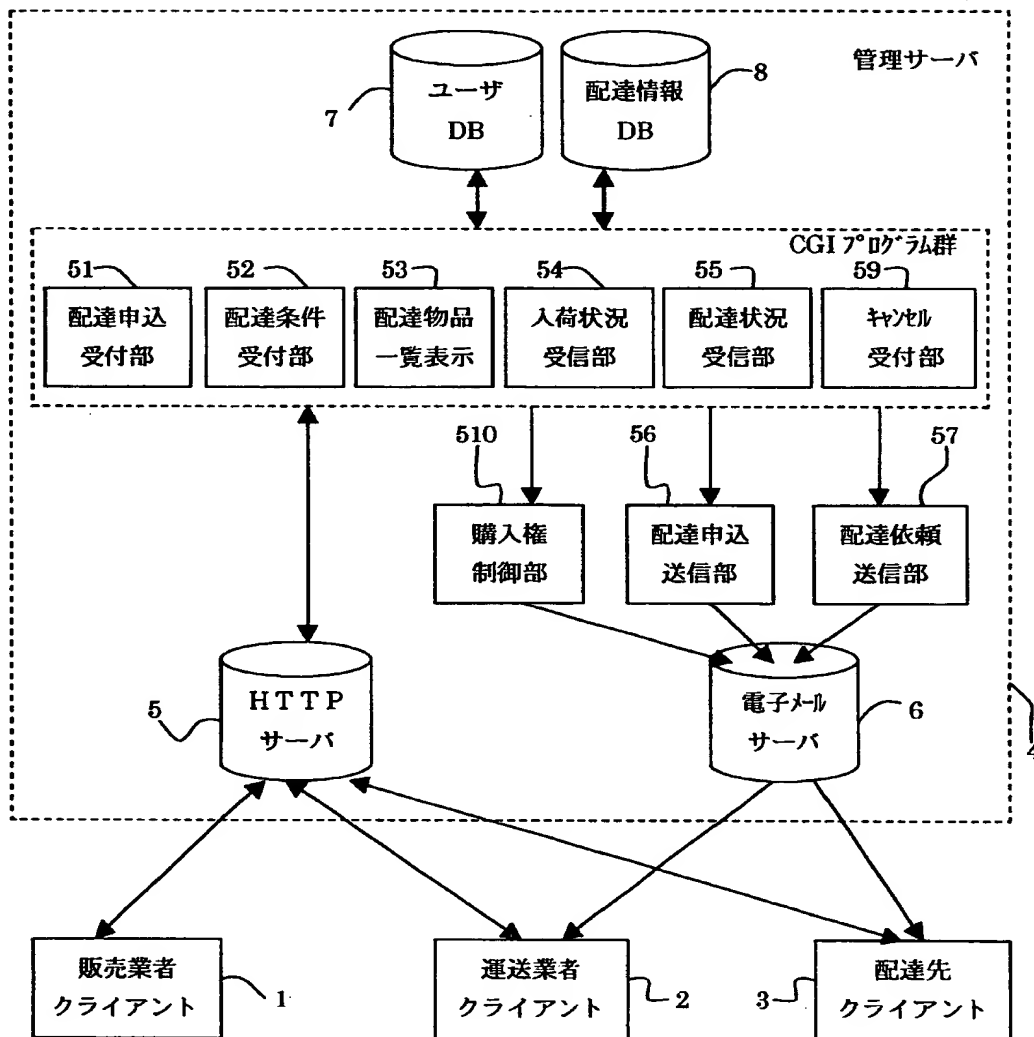 管理サーバ
7
ユーザ
DB
配達情報
DB
8
CGIプログラム群
51
配達申込
受付部
52
配達条件
受付部
53
配達物品
一覧表示
54
入荷状況
受信部
55
配達状況
受信部
59
キャンセル
受付部
510
購入権
制御部
56
配達申込
送信部
57
配達依頼
送信部
5
HTTP
サーバ
電子メール
サーバ
6
4
販売業者
クライアント
1
運送業者
クライアント
2
3
配達先
クライアント